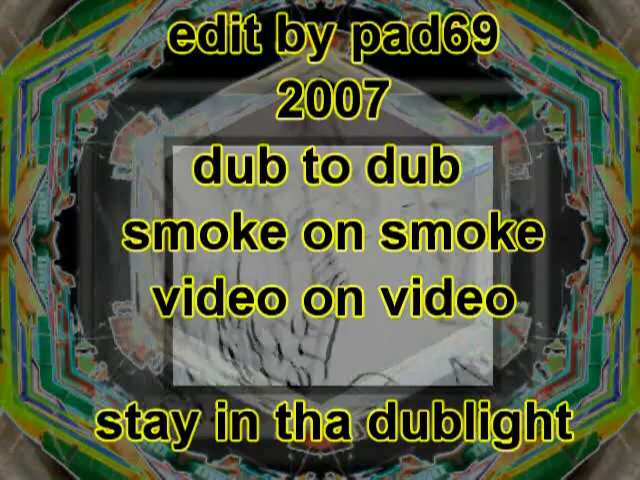 edit by pad69
2007
dub to dub
smoke on smoke
video on video
stay in tha dublight